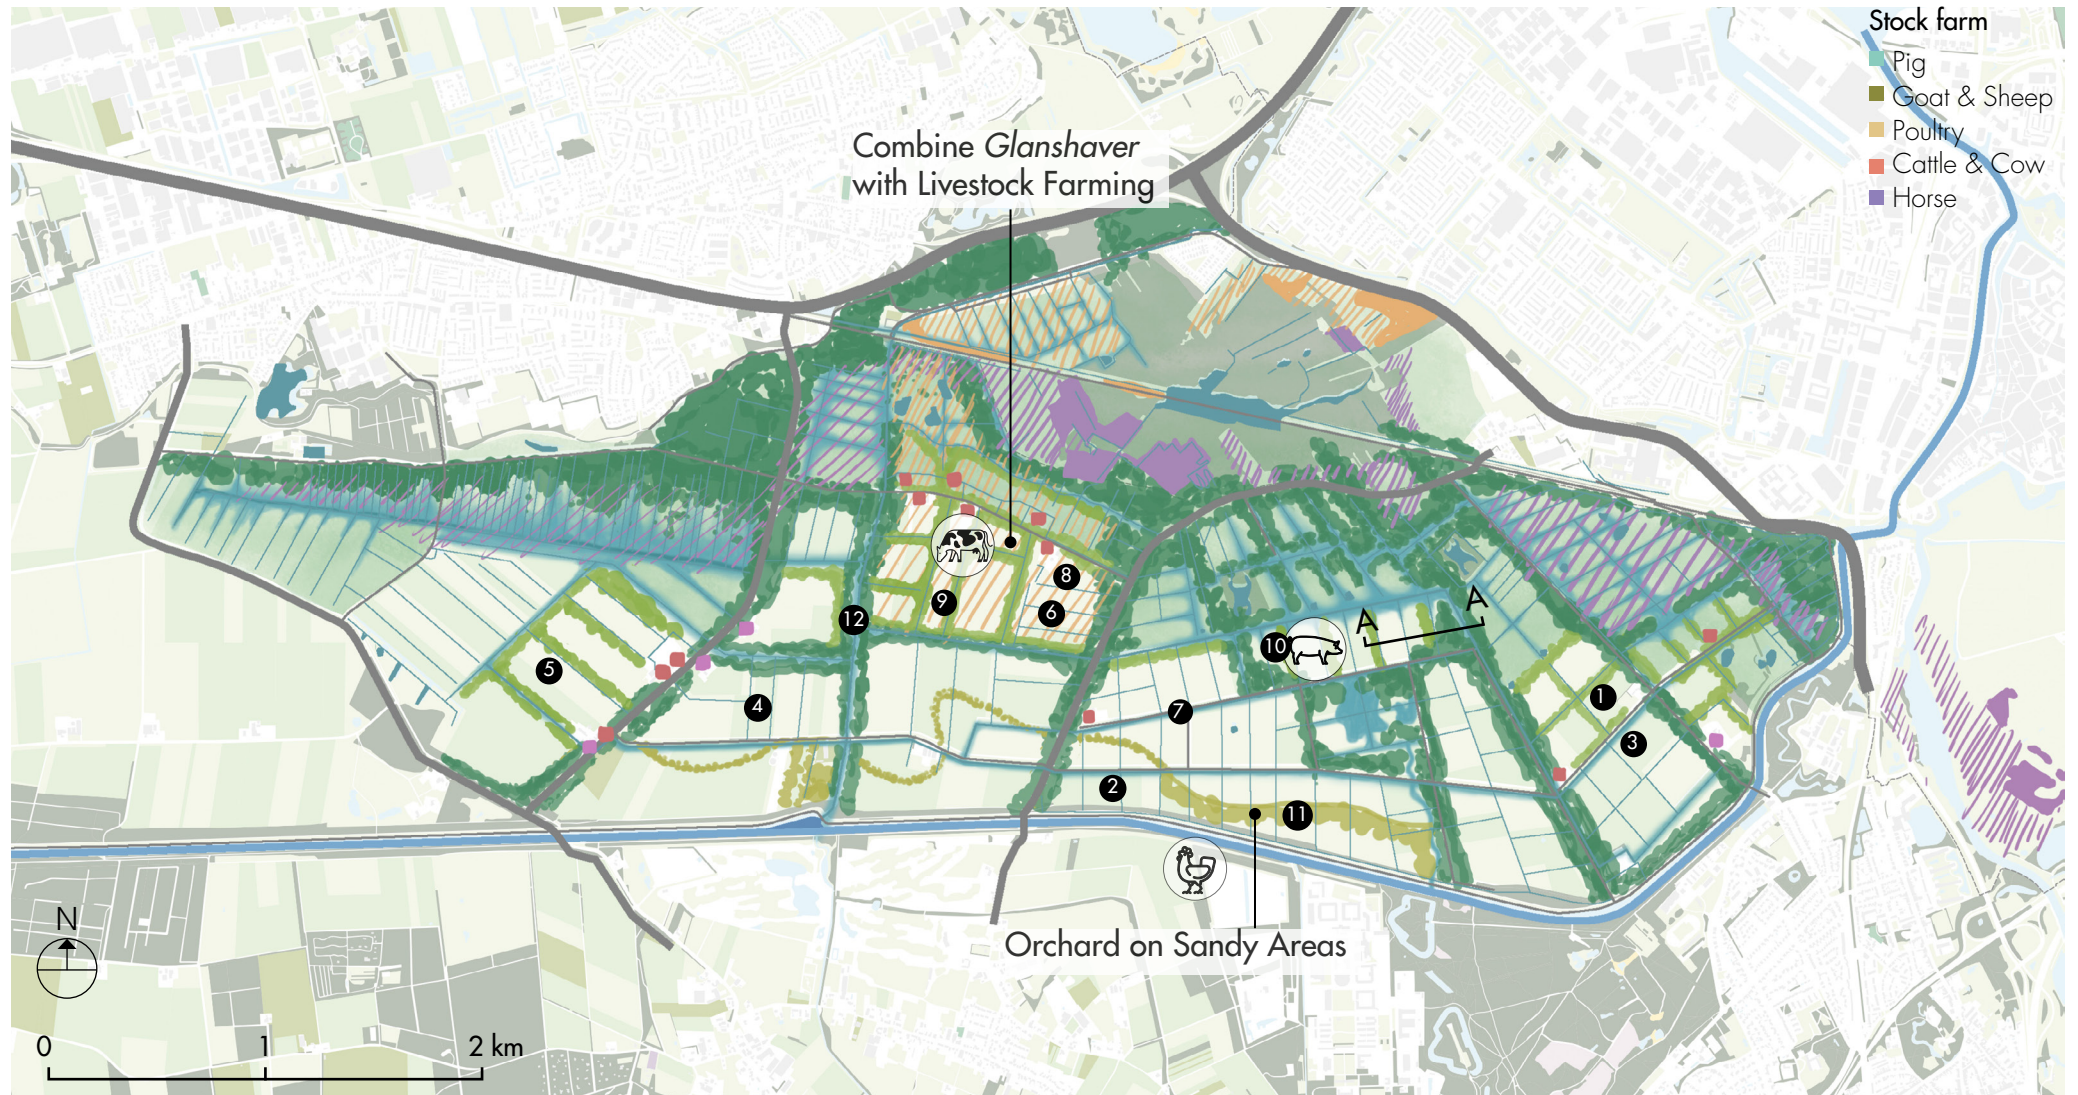 Stock farm
Pig
Goat & Sheep
Poultry
Cattle & Cow
Horse
Combine Glanshaver
with Livestock Farming
8
9
6
12
A
A
10
5
1
4
7
3
2
11
Orchard on Sandy Areas
N
0 1 2 km